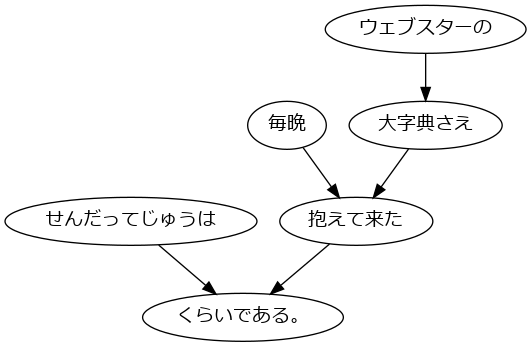 ウェブスターの
毎晩
大字典さえ
せんだってじゅうは
抱えて来た
くらいである。